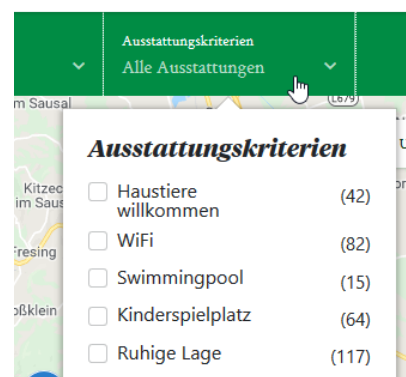 Ausstattungskriterien
Alle Ausstattungen
m Sausal
L679
Ausstattungskriterien
Kitzec
im Saus
Haustiere
willkommen
(42)
WiFi
(82)
Fresing
Swimmingpool
(15)
Kinderspielplatz
(64)
oßklein
Ruhige Lage
(117)